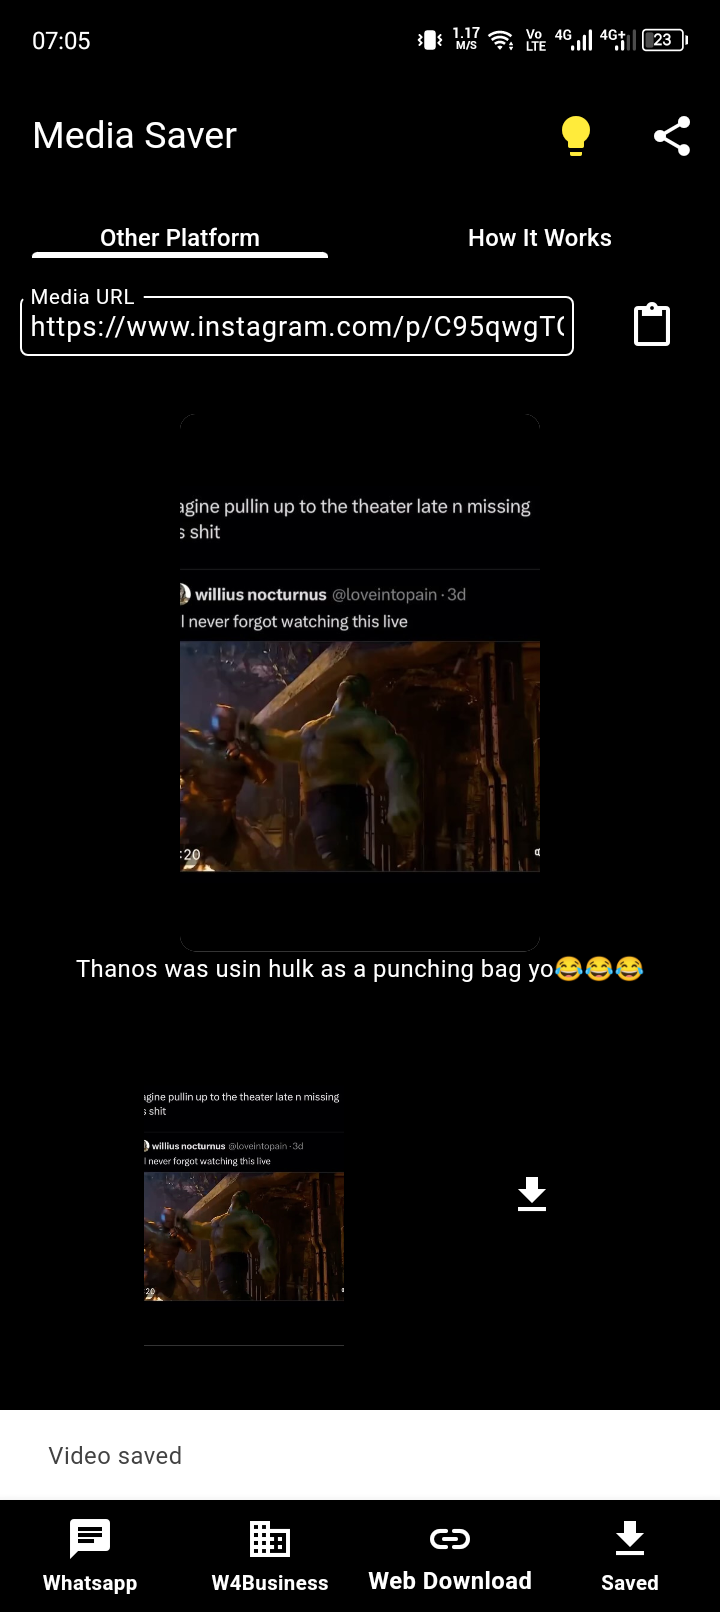 07:05
1.17
M/S
Vo
LTE
4G
4G+
23
Media Saver
Other Platform
How It Works
Media URL
https://www.instagram.com/p/C95qwgT
agine pullin up to the theater late n missing
s shit
willius nocturnus @loveintopain · 3d
l never forgot watching this live
:20
Thanos was usin hulk as a punching bag yo😂😂😂
agine pullin up to the theater late n missing
s shit
willius nocturnus @loveintopain · 3d
l never forgot watching this live
:20
Video saved
Whatsapp
W4Business
Web Download
Saved